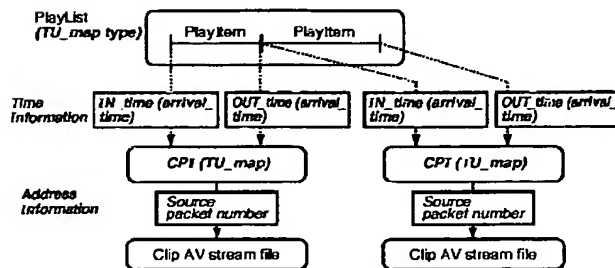 PlayList
(TU_map type)
PlayItem
PlayItem
Time
Information
IN_time (arrival_
time)
OUT_time (arrival_
time)
IN_time (arrival_
time)
OUT_time (arrival_
time)
CPI (TU_map)
CPI (TU_map)
Address
Information
Source
packet number
Source
packet number
Clip AV stream file
Clip AV stream file